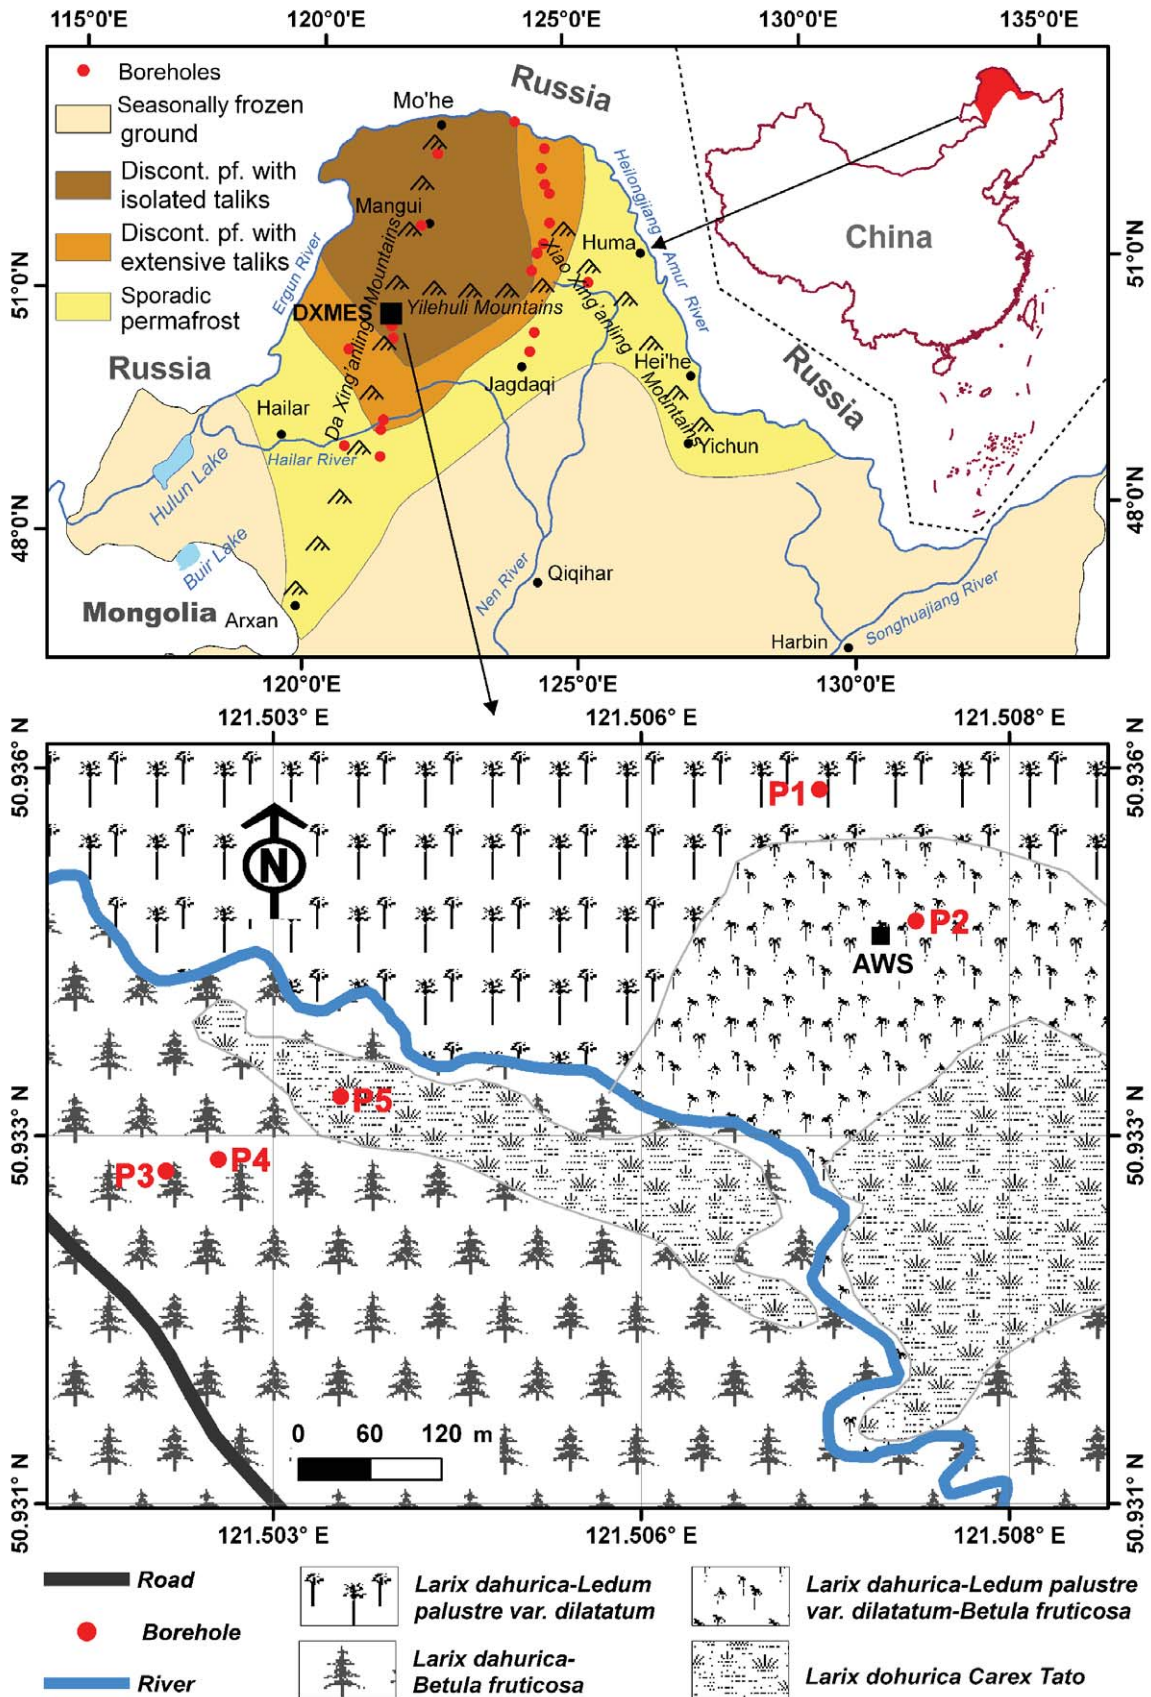 115°0'E 120°0'E 125°0'E 130°0'E 135°0'E
Boreholes
Seasonally frozen
ground
Discont. pf. with
isolated taliks
Discont. pf. with
extensive taliks
Sporadic
permafrost
Russia
Mo'he
Mangui
Ergun River
Heilongjiang - Amur River
Huma
China
51°0'N
51°0'N
DXMES
Yilehuli Mountains
Da Xing'anling Mountains
Xiao Xing'anling Mountains
Russia
Russia
Hei'he
Jagdaqi
Hailar
Hailar River
Yichun
Hulun Lake
Buir Lake
48°0'N
48°0'N
Mongolia
Arxan
Nen River
Qiqihar
Harbin
Songhuajiang River
120°0'E 125°0'E 130°0'E
121.503° E 121.506° E 121.508° E
50.936° N
50.936° N
P1
N
P2
AWS
P5
50.933° N
50.933° N
P3
P4
0 60 120 m
50.931° N
50.931° N
121.503° E 121.506° E 121.508° E
Road
Borehole
River
Larix dahurica-Ledum
palustre var. dilatatum
Larix dahurica-
Betula fruticosa
Larix dahurica-Ledum palustre
var. dilatatum-Betula fruticosa
Larix dohurica Carex Tato